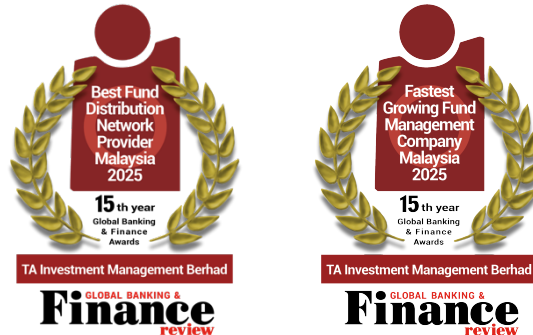 Best Fund
Distribution
Network
Provider
Malaysia
2025
15th year
Global Banking
& Finance
Awards
TA Investment Management Berhad
GLOBAL BANKING &
Finance
review
Fastest
Growing Fund
Management
Company
Malaysia
2025
15th year
Global Banking
& Finance
Awards
TA Investment Management Berhad
GLOBAL BANKING &
Finance
review